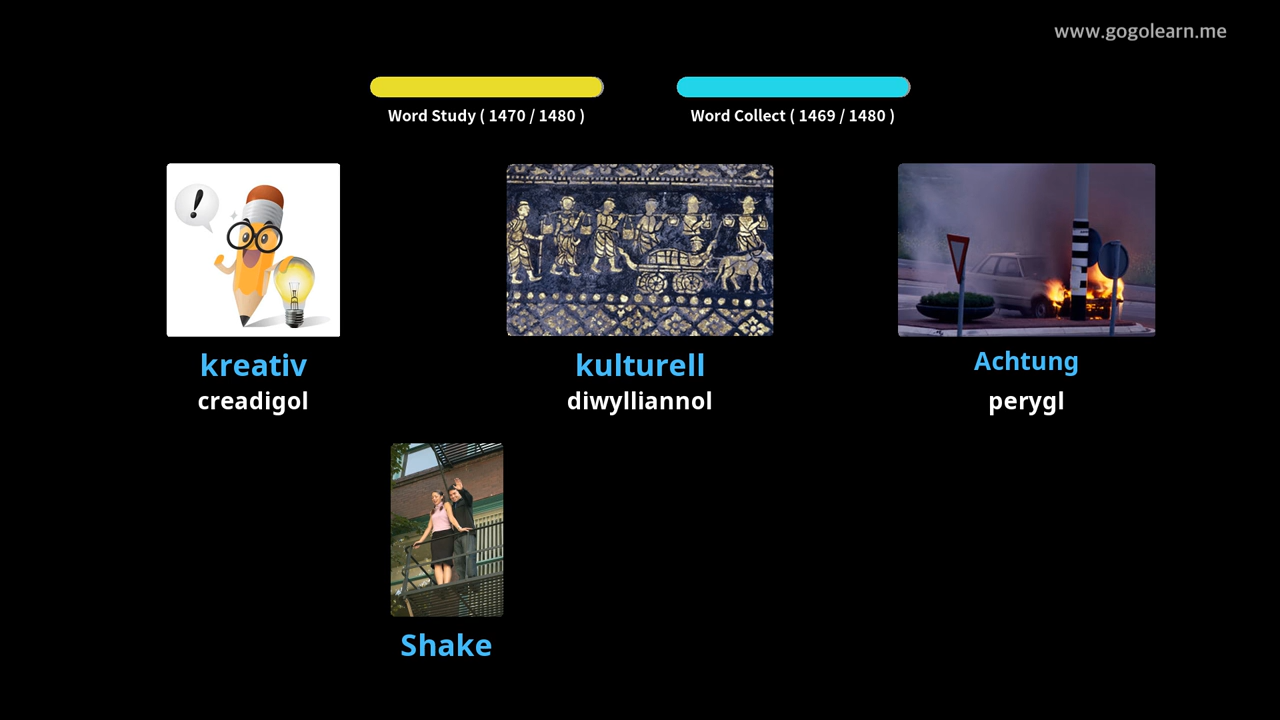 www.gogolearn.me
Word Study ( 1470 / 1480 )
Word Collect ( 1469 / 1480 )
!
kreativ
creadigol
kulturell
diwylliannol
Achtung
perygl
Shake